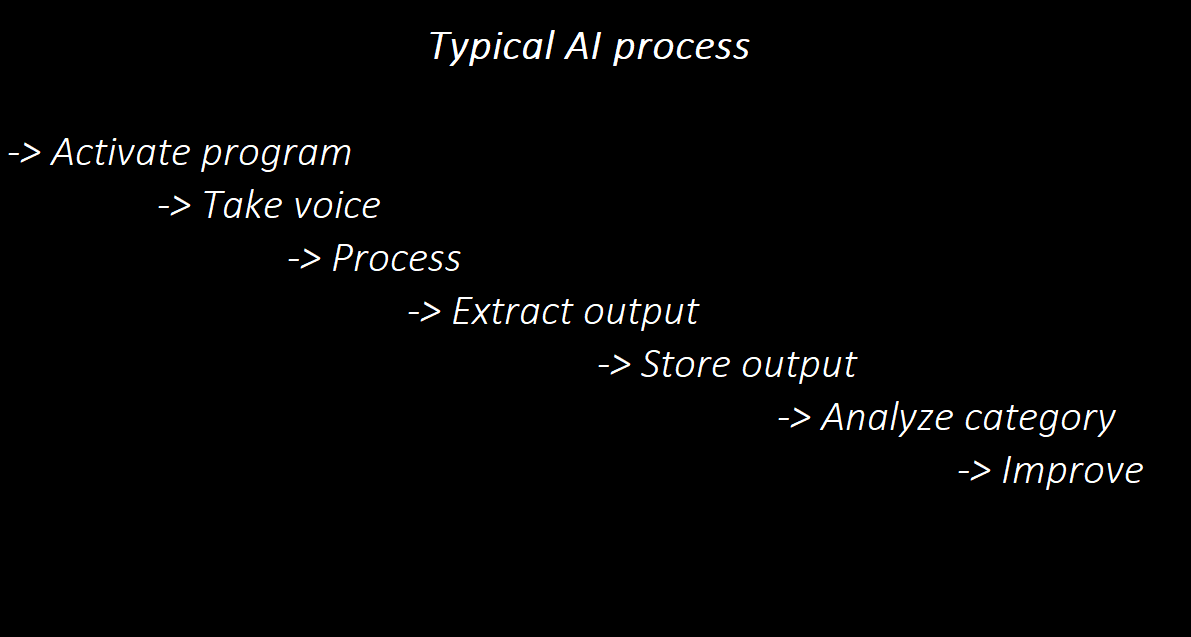 Typical AI process
-> Activate program
-> Take voice
-> Process
-> Extract output
-> Store output
-> Analyze category
-> Improve